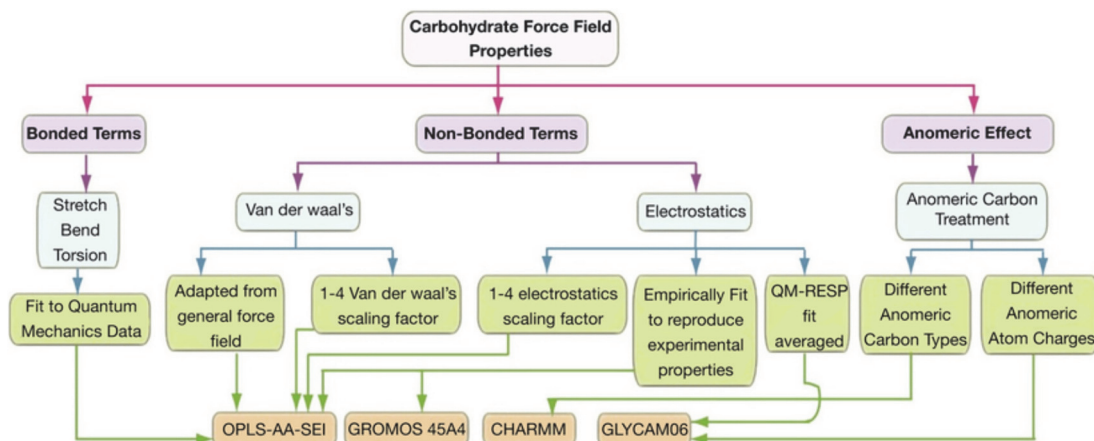 Carbohydrate Force Field
Properties
Bonded Terms
Non-Bonded Terms
Anomeric Effect
Stretch
Bend
Torsion
Van der waal's
Electrostatics
Anomeric Carbon
Treatment
Fit to Quantum
Mechanics Data
Adapted from
general force
field
1-4 Van der waal's
scaling factor
1-4 electrostatics
scaling factor
Empirically Fit
to reproduce
experimental
properties
QM-RESP
fit
averaged
Different
Anomeric
Carbon Types
Different
Anomeric
Atom Charges
OPLS-AA-SEI
GROMOS 45A4
CHARMM
GLYCAM06